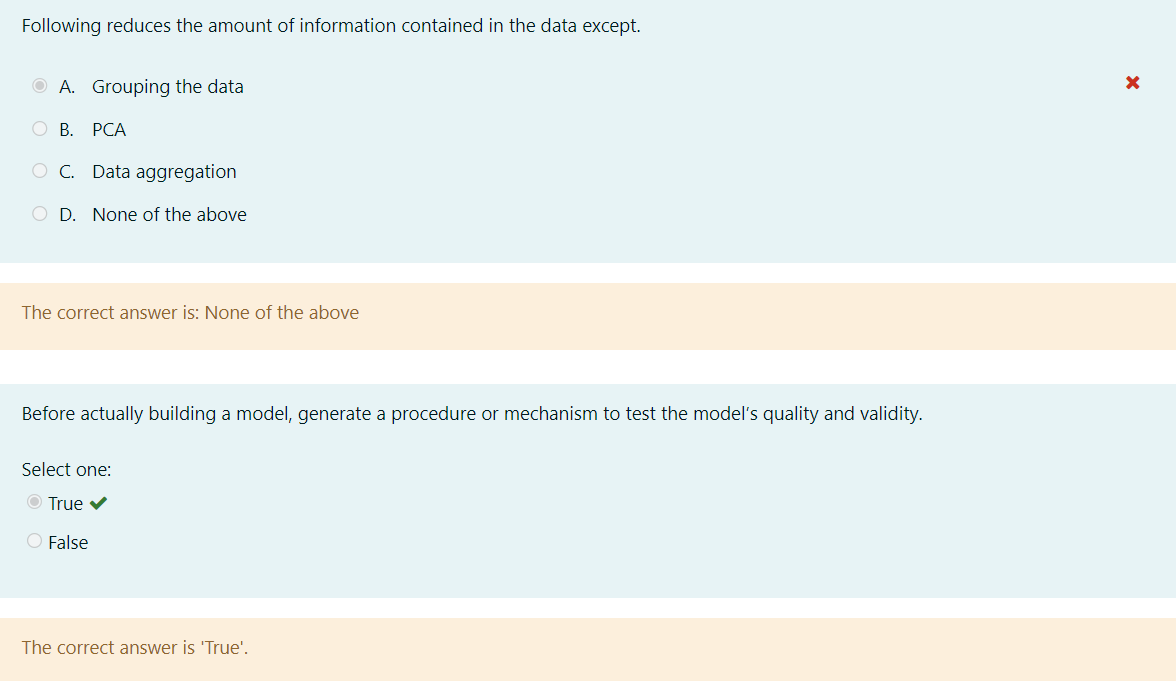 Following reduces the amount of information contained in the data except.
A. Grouping the data
B. PCA
C. Data aggregation
D. None of the above
The correct answer is: None of the above
Before actually building a model, generate a procedure or mechanism to test the model's quality and validity.
Select one:
True
False
The correct answer is 'True'.